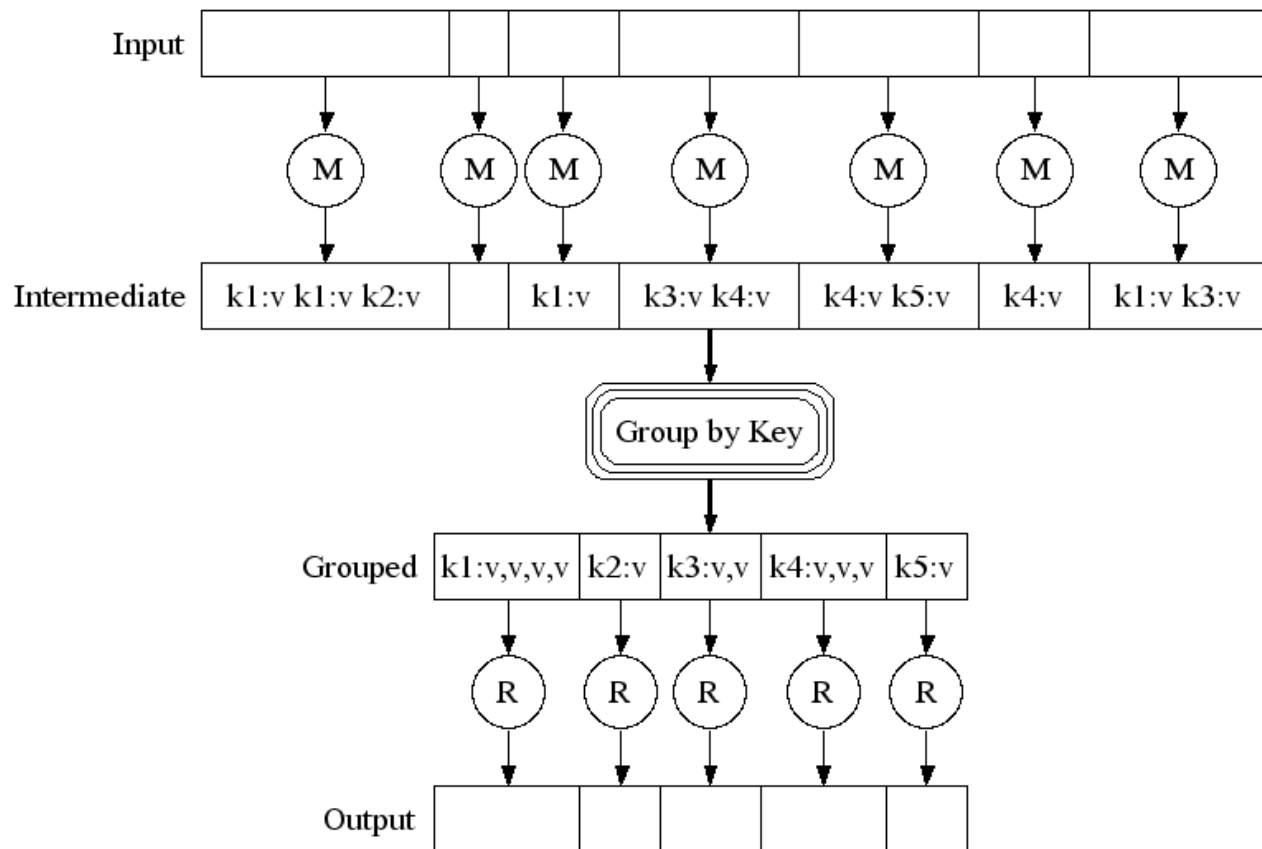 Input
M M M M M M M
Intermediate k1:v k1:v k2:v k1:v k3:v k4:v k4:v k5:v k4:v k1:v k3:v
Group by Key
Grouped k1:v,v,v,v k2:v k3:v,v k4:v,v,v k5:v
R R R R R
Output